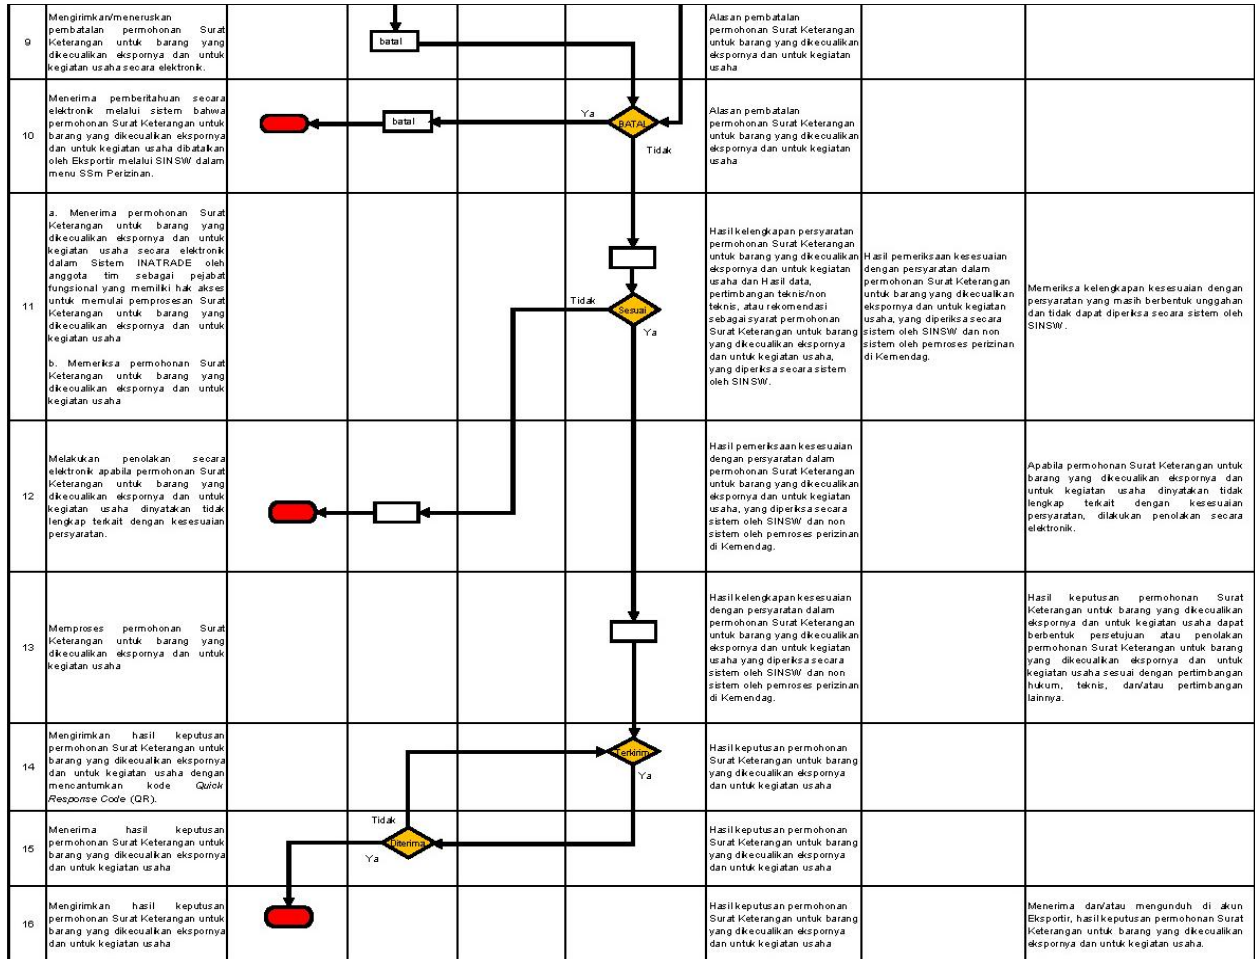 9
Mengirimkan/meneruskan
pembatalan permohonan Surat
Keterangan untuk barang yang
dikecualikan ekspornya dan untuk
kegiatan usaha secara elektronik.
batal
Alasan pembatalan
permohonan Surat Keterangan
untuk barang yang dikecualikan
ekspornya dan untuk kegiatan
usaha
10
Menerima pemberitahuan secara
elektronik melalui sistem bahwa
permohonan Surat Keterangan untuk
barang yang dikecualikan ekspornya
dan untuk kegiatan usaha dibatalkan
oleh Eksportir melalui SINSW dalam
menu SSm Perizinan.
batal
Ya
BATAL
Tidak
Alasan pembatalan
permohonan Surat Keterangan
untuk barang yang dikecualikan
ekspornya dan untuk kegiatan
usaha
11
a. Menerima permohonan Surat
Keterangan untuk barang yang
dikecualikan ekspornya dan untuk
kegiatan usaha secara elektronik
dalam Sistem INATRADE oleh
anggota tim sebagai pejabat
fungsional yang memiliki hak akses
untuk memulai pemprosesan Surat
Keterangan untuk barang yang
dikecualikan ekspornya dan untuk
kegiatan usaha
b. Memeriksa permohonan Surat
Keterangan untuk barang yang
dikecualikan ekspornya dan untuk
kegiatan usaha
Tidak
Sesuai
Ya
Hasil kelengkapan persyaratan
permohonan Surat Keterangan
untuk barang yang dikecualikan
ekspornya dan untuk kegiatan
usaha dan Hasil data,
pertimbangan teknis/non
teknis, atau rekomendasi
sebagai syarat permohonan
Surat Keterangan untuk barang
yang dikecualikan ekspornya
dan untuk kegiatan usaha,
yang diperiksa secara sistem
oleh SINSW.
Hasil pemeriksaan kesesuaian
dengan persyaratan dalam
permohonan Surat Keterangan
untuk barang yang dikecualikan
ekspornya dan untuk kegiatan
usaha, yang diperiksa secara
sistem oleh SINSW dan non
sistem oleh pemroses perizinan
di Kemendag.
Memeriksa kelengkapan kesesuaian dengan
persyaratan yang masih berbentuk unggahan
dan tidak dapat diperiksa secara sistem oleh
SINSW.
12
Melakukan penolakan secara
elektronik apabila permohonan Surat
Keterangan untuk barang yang
dikecualikan ekspornya dan untuk
kegiatan usaha dinyatakan tidak
lengkap terkait dengan kesesuaian
persyaratan.
Hasil pemeriksaan kesesuaian
dengan persyaratan dalam
permohonan Surat Keterangan
untuk barang yang dikecualikan
ekspornya dan untuk kegiatan
usaha, yang diperiksa secara
sistem oleh SINSW dan non
sistem oleh pemroses perizinan
di Kemendag.
Apabila permohonan Surat Keterangan untuk
barang yang dikecualikan ekspornya dan
untuk kegiatan usaha dinyatakan tidak
lengkap terkait dengan kesesuaian
persyaratan, dilakukan penolakan secara
elektronik.
13
Memproses permohonan Surat
Keterangan untuk barang yang
dikecualikan ekspornya dan untuk
kegiatan usaha
Hasil kelengkapan kesesuaian
dengan persyaratan dalam
permohonan Surat Keterangan
untuk barang yang dikecualikan
ekspornya dan untuk kegiatan
usaha yang diperiksa secara
sistem oleh SINSW dan non
sistem oleh pemroses perizinan
di Kemendag.
Hasil keputusan permohonan Surat
Keterangan untuk barang yang dikecualikan
ekspornya dan untuk kegiatan usaha dapat
berbentuk persetujuan atau penolakan
permohonan Surat Keterangan untuk barang
yang dikecualikan ekspornya dan untuk
kegiatan usaha sesuai dengan pertimbangan
hukum, teknis, dan/atau pertimbangan
lainnya.
14
Mengirimkan hasil keputusan
permohonan Surat Keterangan untuk
barang yang dikecualikan ekspornya
dan untuk kegiatan usaha dengan
mencantumkan kode Quick
Response Code (QR).
Terkirim
Ya
Hasil keputusan permohonan
Surat Keterangan untuk barang
yang dikecualikan ekspornya
dan untuk kegiatan usaha
15
Menerima hasil keputusan
permohonan Surat Keterangan untuk
barang yang dikecualikan ekspornya
dan untuk kegiatan usaha
Tidak
Diterima
Ya
Hasil keputusan permohonan
Surat Keterangan untuk barang
yang dikecualikan ekspornya
dan untuk kegiatan usaha
16
Mengirimkan hasil keputusan
permohonan Surat Keterangan untuk
barang yang dikecualikan ekspornya
dan untuk kegiatan usaha
Hasil keputusan permohonan
Surat Keterangan untuk barang
yang dikecualikan ekspornya
dan untuk kegiatan usaha
Menerima dan/atau mengunduh di akun
Eksportir, hasil keputusan permohonan Surat
Keterangan untuk barang yang dikecualikan
ekspornya dan untuk kegiatan usaha.